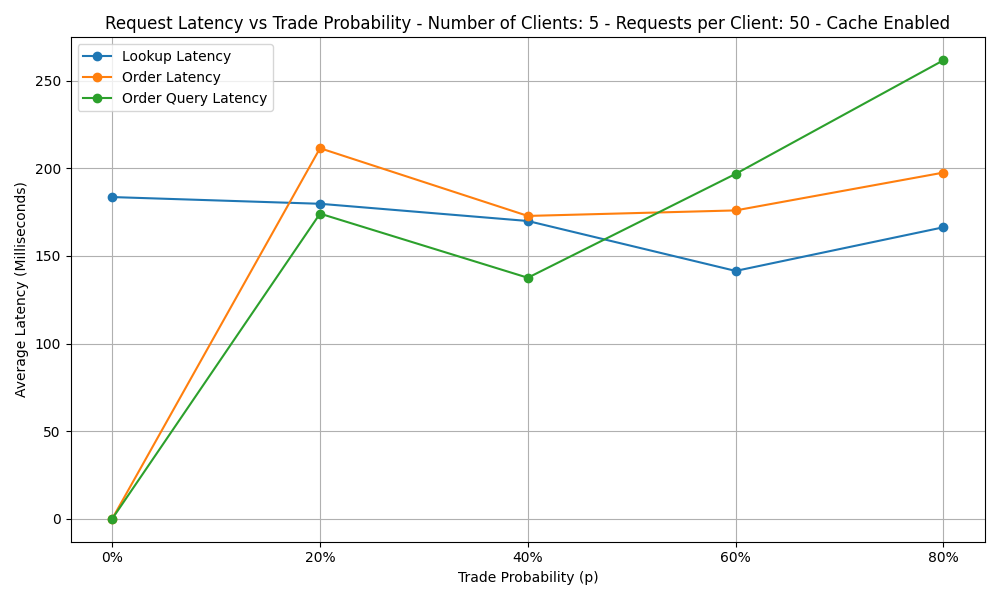 Request Latency vs Trade Probability - Number of Clients: 5 - Requests per Client: 50 - Cache Enabled
Lookup Latency
Order Latency
Order Query Latency
Average Latency (Milliseconds)
250
200
150
100
50
0
0%
20%
40%
60%
80%
Trade Probability (p)